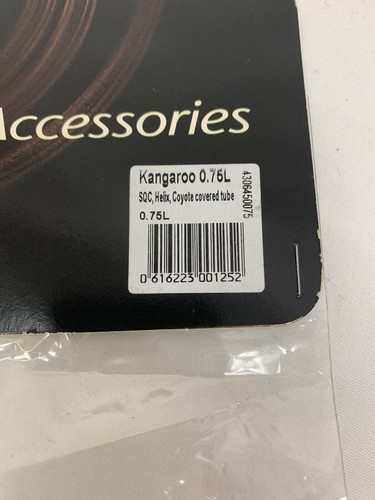 Accessories
Kangaroo 0.75L
SQC, Helix, Coyote covered tube
0.75L
4306450075
0 616223 001252